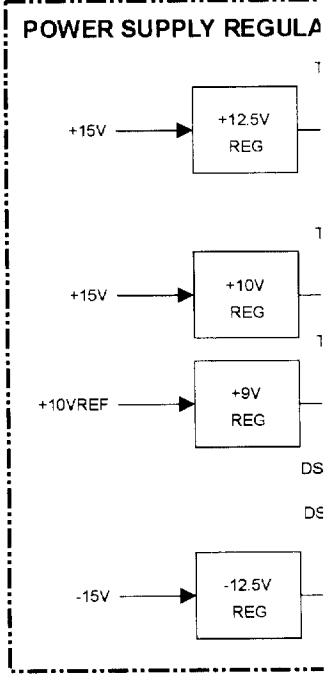 POWER SUPPLY REGULA
T
+15V
+12.5V
REG
T
+15V
+10V
REG
T
+10VREF
+9V
REG
DS
DS
-15V
-12.5V
REG